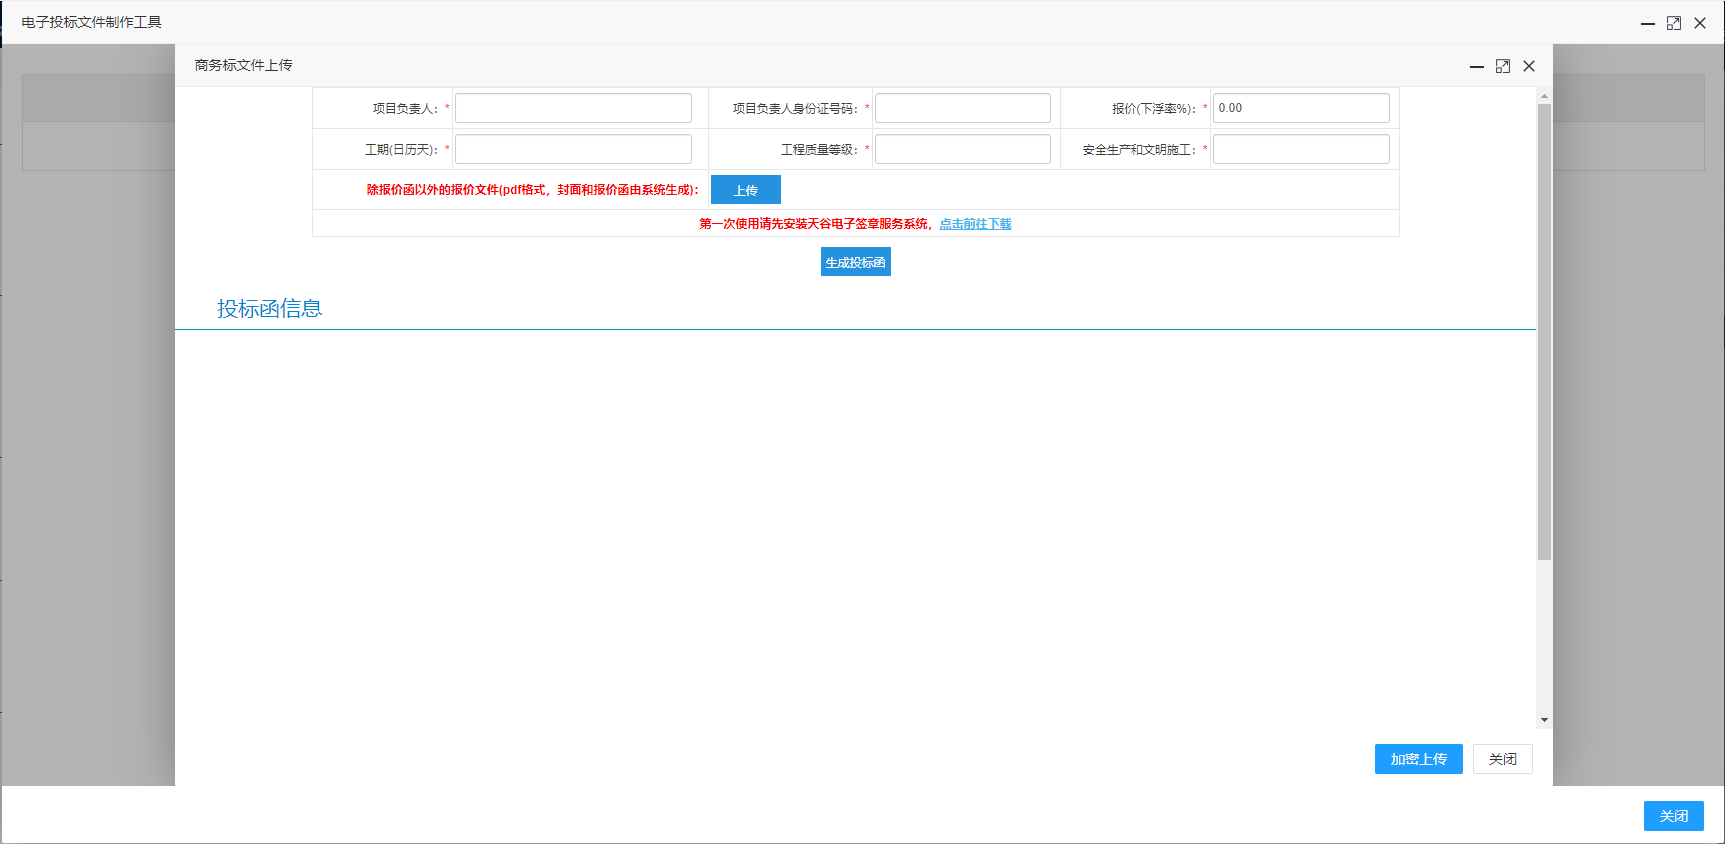 电子投标文件制作工具
商务标文件上传
项目负责人: * 项目负责人身份证号码: * 报价(下浮率%): * 0.00
工期(日历天): * 工程质量等级: * 安全生产和文明施工: *
除报价函以外的报价文件(pdf格式，封面和报价函由系统生成): 上传
第一次使用请先安装天谷电子签章服务系统，点击前往下载
生成投标函
投标函信息
加密上传 关闭
关闭